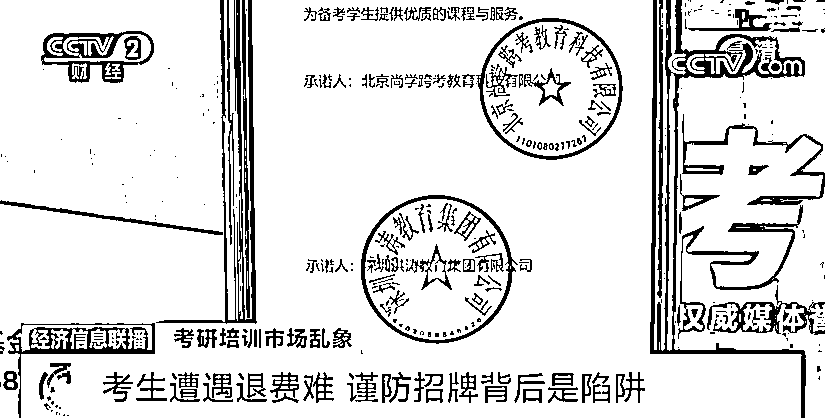 为备考学生提供优质的课程与服务。
CCTV 2
财经
CCTV.com
承诺人：北京尚学跨考教育科技有限公司
北京尚学跨考教育科技有限公司
1101080277267
考
深圳洪涛教育集团有限公司
承诺人：深圳洪涛教育集团有限公司
权威媒体
经济信息联播
考研培训市场乱象
考生遭遇退费难 谨防招牌背后是陷阱